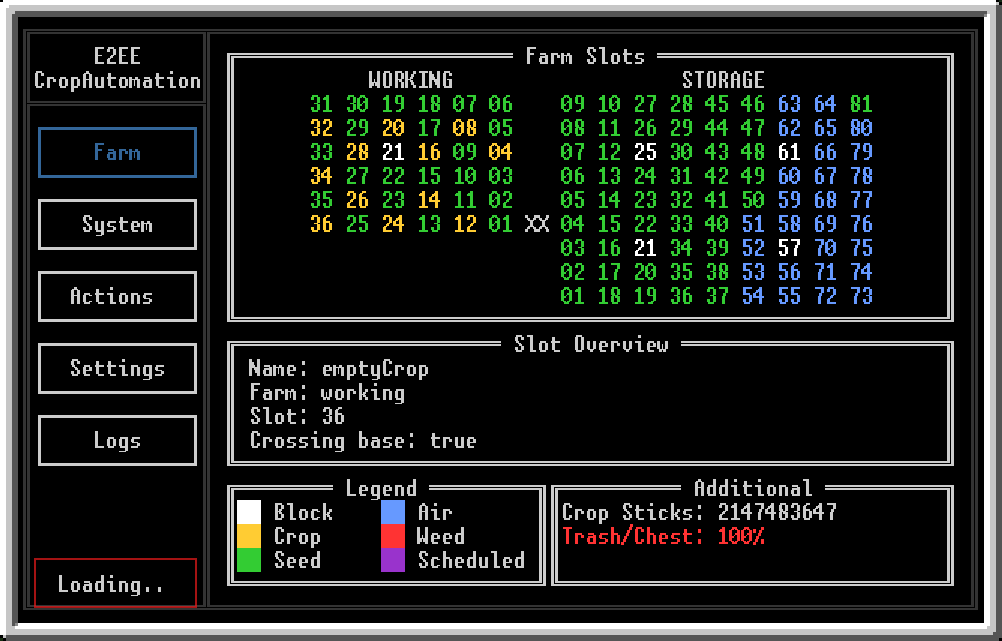 E2EE
CropAutomation
Farm
System
Actions
Settings
Logs
Loading..
Farm Slots
WORKING STORAGE
31 30 19 18 07 06 09 10 27 28 45 46 63 64 81
32 29 20 17 08 05 08 11 26 29 44 47 62 65 80
33 28 21 16 09 04 07 12 25 30 43 48 61 66 79
34 27 22 15 10 03 06 13 24 31 42 49 60 67 78
35 26 23 14 11 02 05 14 23 32 41 50 59 68 77
36 25 24 13 12 01 XX 04 15 22 33 40 51 58 69 76
03 16 21 34 39 52 57 70 75
02 17 20 35 38 53 56 71 74
01 18 19 36 37 54 55 72 73
Slot Overview
Name: emptyCrop
Farm: working
Slot: 36
Crossing base: true
Legend
Block Air
Crop Weed
Seed Scheduled
Additional
Crop Sticks: 2147483647
Trash/Chest: 100%